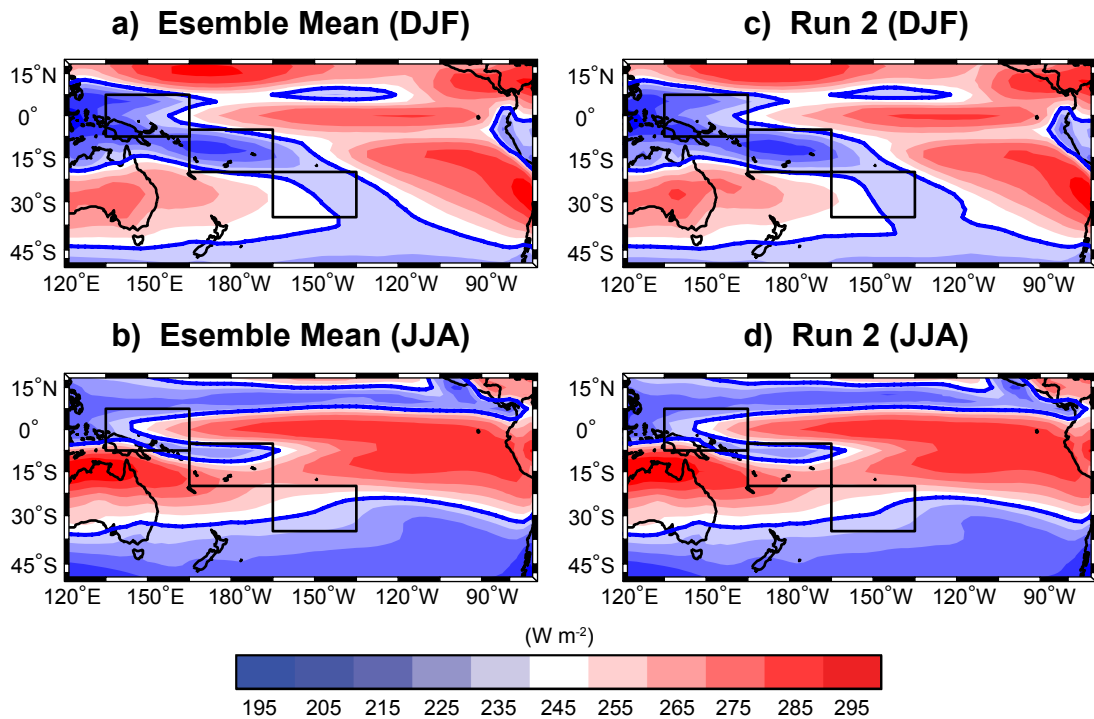 a) Esemble Mean (DJF)
c) Run 2 (DJF)
15°N
0°
15°S
30°S
45°S
120°E 150°E 180°W 150°W 120°W 90°W
15°N
0°
15°S
30°S
45°S
120°E 150°E 180°W 150°W 120°W 90°W
b) Esemble Mean (JJA)
d) Run 2 (JJA)
15°N
0°
15°S
30°S
45°S
120°E 150°E 180°W 150°W 120°W 90°W
15°N
0°
15°S
30°S
45°S
120°E 150°E 180°W 150°W 120°W 90°W
(W m-2)
195 205 215 225 235 245 255 265 275 285 295